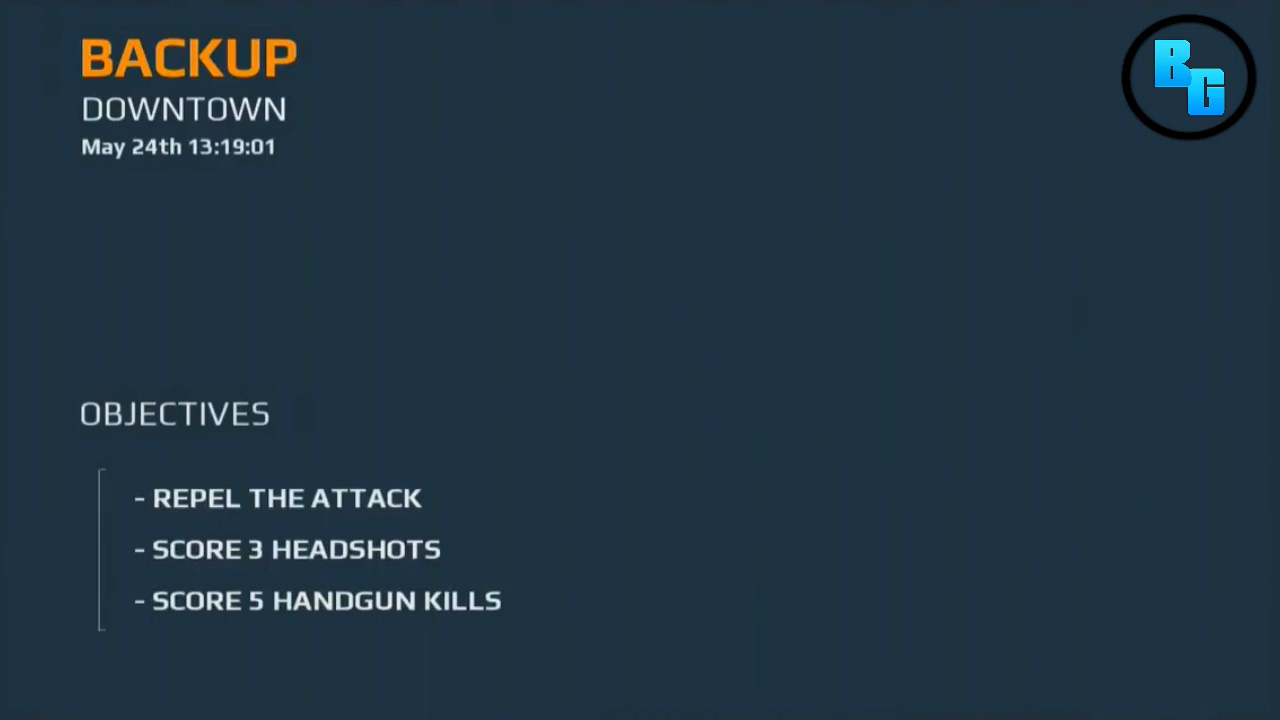 BACKUP
DOWNTOWN
May 24th 13:19:01
BG
OBJECTIVES
- REPEL THE ATTACK
- SCORE 3 HEADSHOTS
- SCORE 5 HANDGUN KILLS